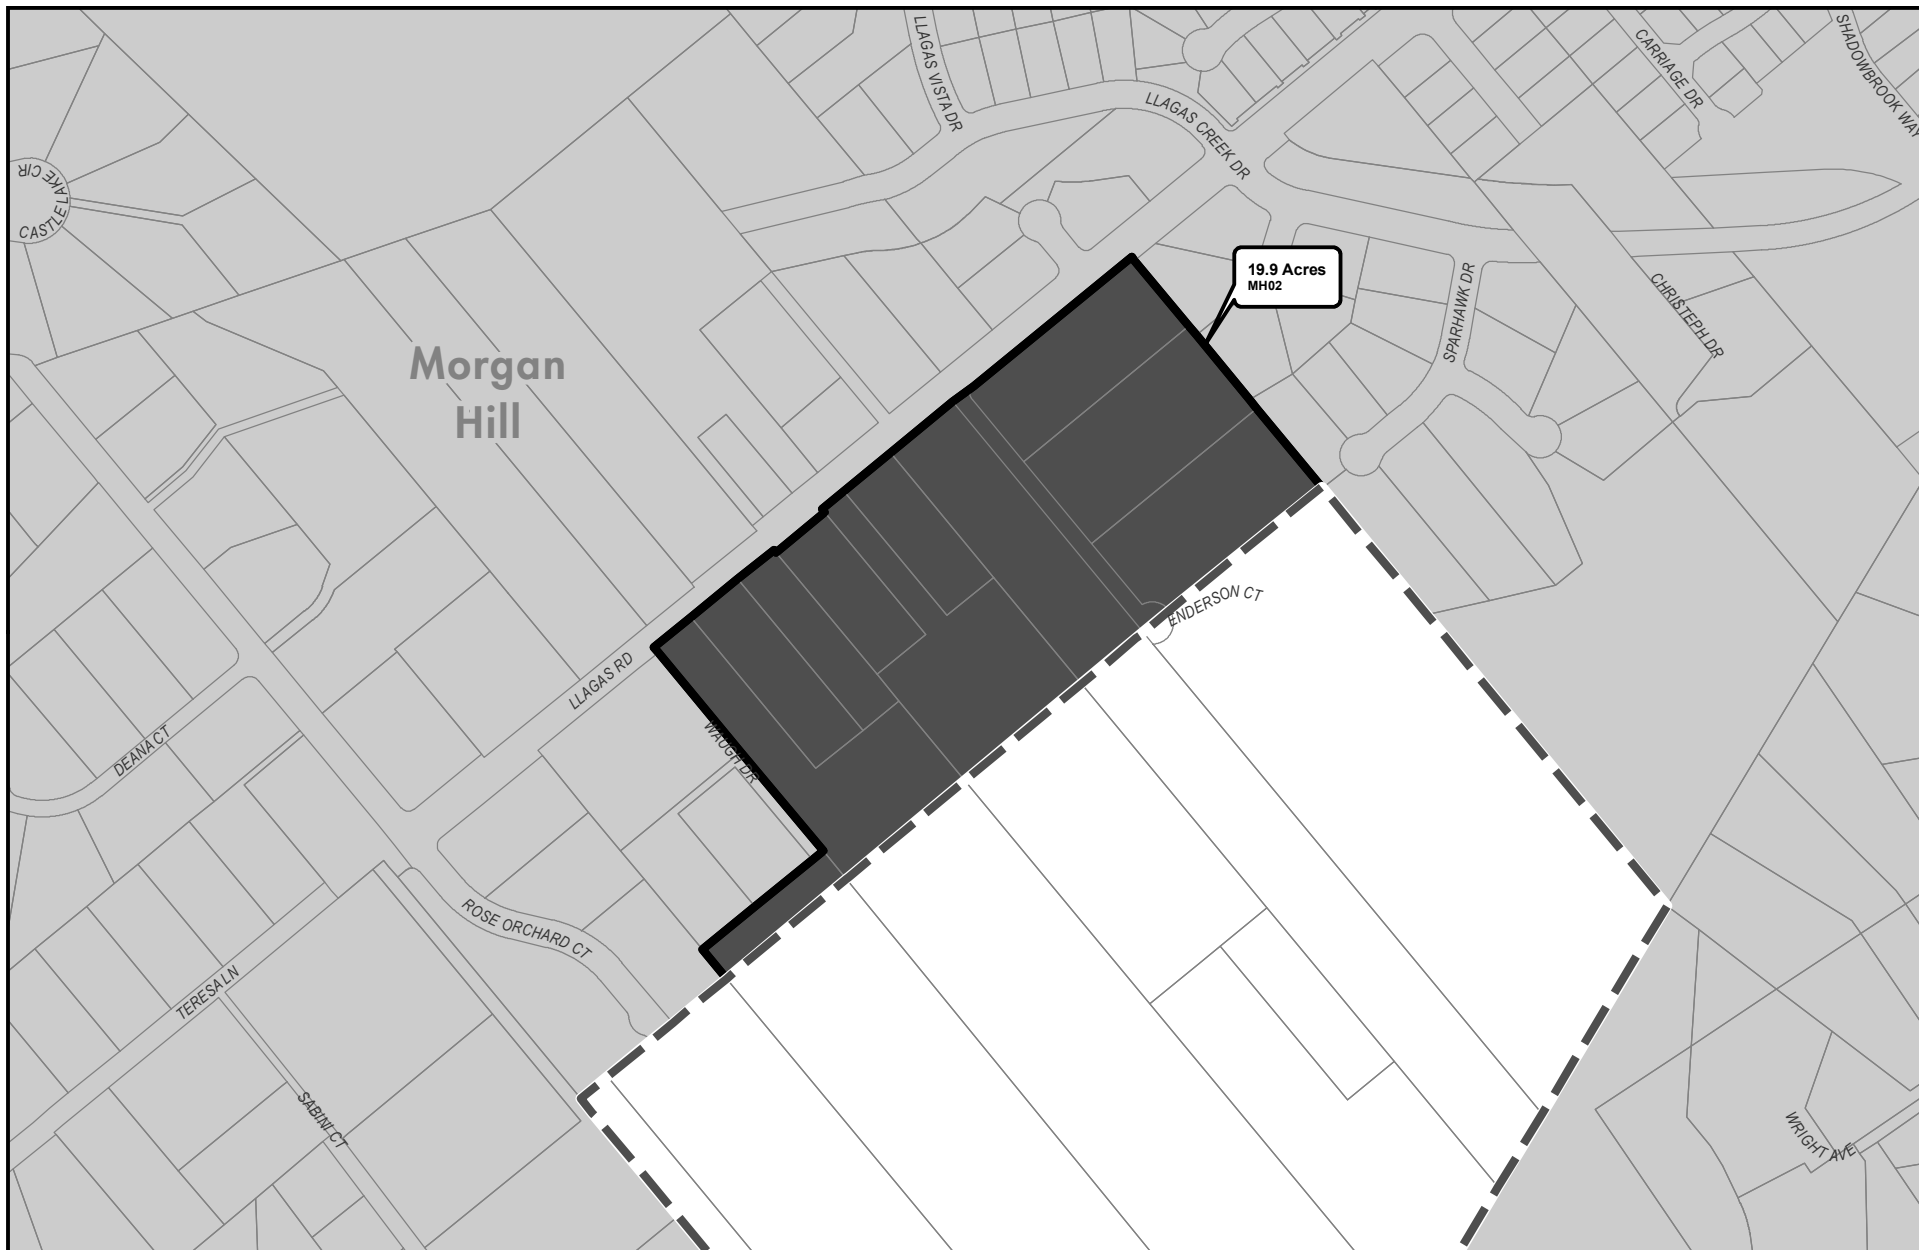 LLAGAS VISTA DR
LLAGAS CREEK DR
CARRIAGE DR
SHADOWBROOK WAY
CASTLE LAKE CIR
19.9 Acres
MH02
SPARHAWK DR
CHRISTEPH DR
Morgan
Hill
ENDERSON CT
LLAGAS RD
WAUGH DR
DEANA CT
ROSE ORCHARD CT
TERESA LN
SABINI CT
WRIGHT AVE